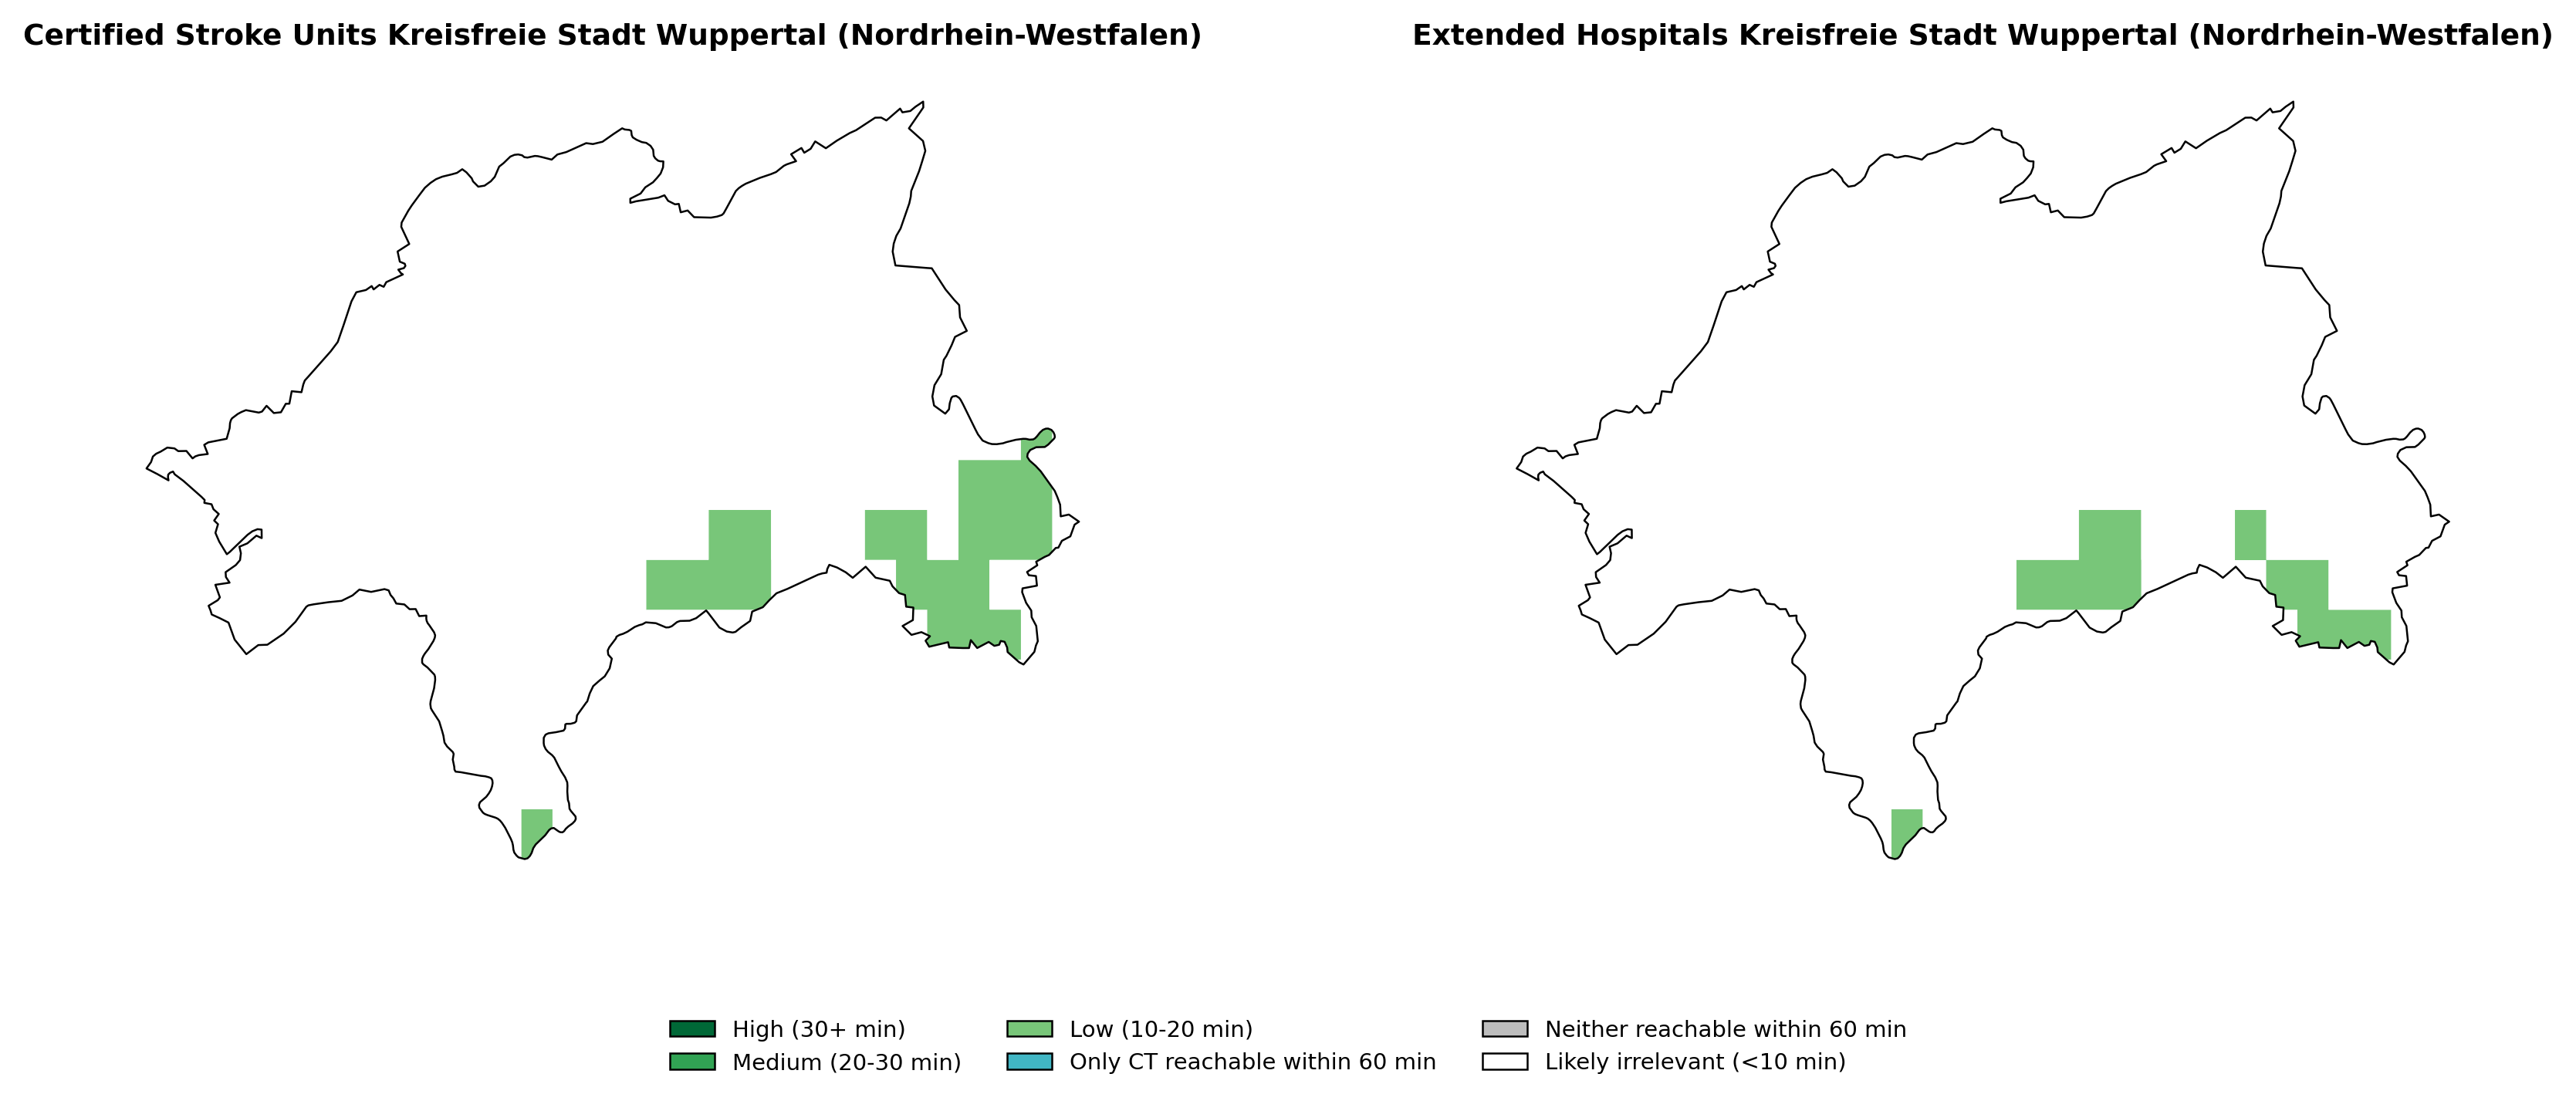 Certified Stroke Units Kreisfreie Stadt Wuppertal (Nordrhein-Westfalen)
Extended Hospitals Kreisfreie Stadt Wuppertal (Nordrhein-Westfalen)
High (30+ min)
Medium (20-30 min)
Low (10-20 min)
Only CT reachable within 60 min
Neither reachable within 60 min
Likely irrelevant (<10 min)